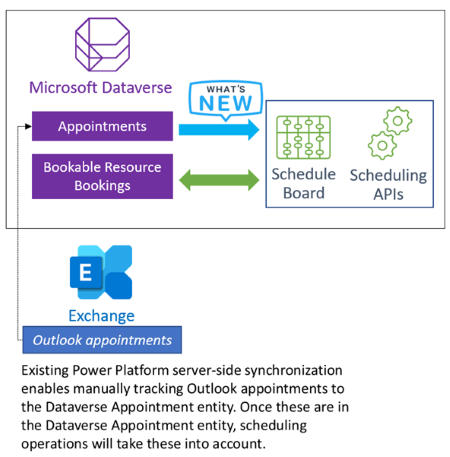 Microsoft Dataverse
WHAT'S
NEW
Appointments
Bookable Resource
Bookings
Schedule
Board
Scheduling
APIs
E
Exchange
Outlook appointments
Existing Power Platform server-side synchronization
enables manually tracking Outlook appointments to
the Dataverse Appointment entity. Once these are in
the Dataverse Appointment entity, scheduling
operations will take these into account.